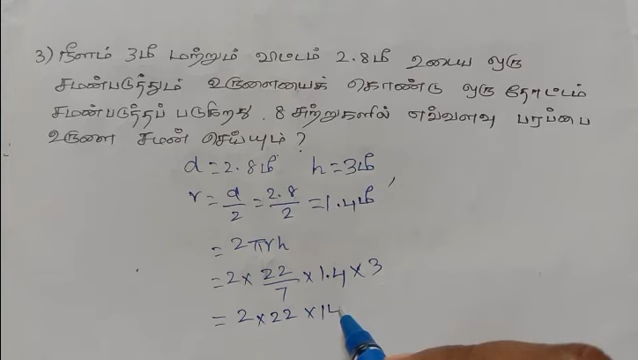 3) நீளம் 3மீ மற்றும் விட்டம் 2.8மீ உடைய ஒரு
சமன்படுத்தும் உருளையைக் கொண்டு ஒரு தோட்டம்
சமன்படுத்தப் படுகிறது. 8 சுற்றுகளில் எவ்வளவு பரப்பை
உருளை சமன் செய்யும்?
d = 2.8மீ h = 3மீ,
r = d/2 = 2.8/2 = 1.4மீ
= 2πrh
= 2 × 22/7 × 1.4 × 3
= 2 × 22 × 14